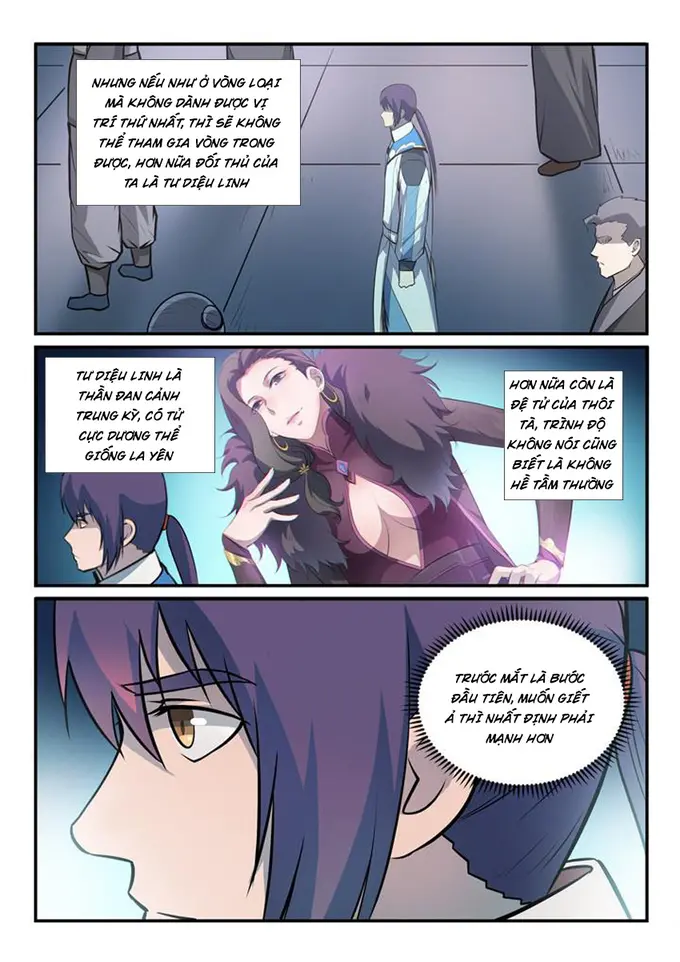 NHƯNG NẾU NHƯ Ở VÒNG LOẠI
MÀ KHÔNG DÀNH ĐƯỢC VỊ
TRÍ THỨ NHẤT, THÌ SẼ KHÔNG
THỂ THAM GIA VÒNG TRONG
ĐƯỢC, HƠN NỮA ĐỐI THỦ CỦA
TA LÀ TƯ DIỆU LINH
TƯ DIỆU LINH LÀ
THẦN ĐAN CẢNH
TRUNG KỲ, CÓ TỬ
CỰC DƯƠNG THỂ
GIỐNG LA YÊN
HƠN NỮA CÒN LÀ
ĐỆ TỬ CỦA THÔI
TÀ, TRÌNH ĐỘ
KHÔNG NÓI CŨNG
BIẾT LÀ KHÔNG
HỀ TẦM THƯỜNG
TRƯỚC MẮT LÀ BƯỚC
ĐẦU TIÊN, MUỐN GIẾT
Ả THÌ NHẤT ĐỊNH PHẢI
MẠNH HƠN